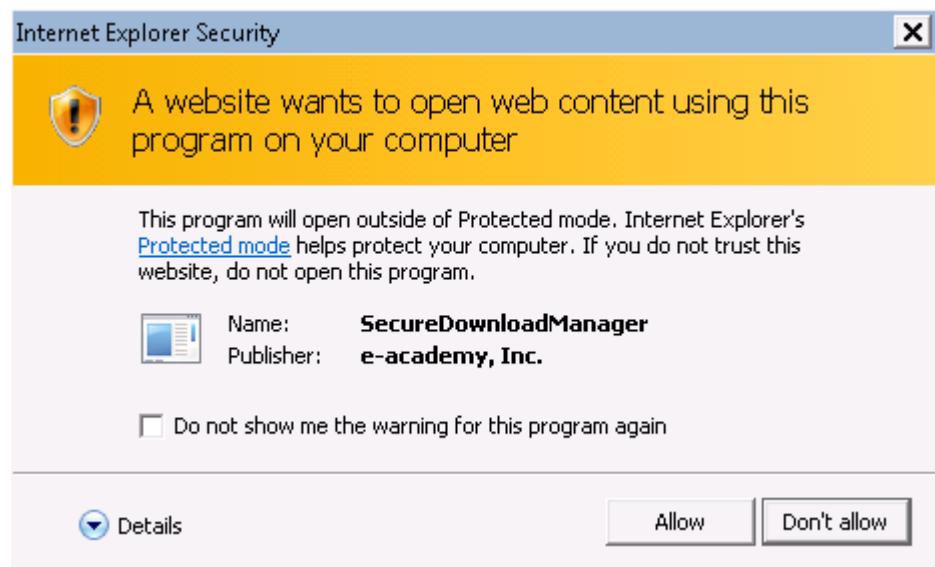 Internet Explorer Security
A website wants to open web content using this
program on your computer
This program will open outside of Protected mode. Internet Explorer's
Protected mode helps protect your computer. If you do not trust this
website, do not open this program.
Name: SecureDownloadManager
Publisher: e-academy, Inc.
Do not show me the warning for this program again
Details Allow Don't allow